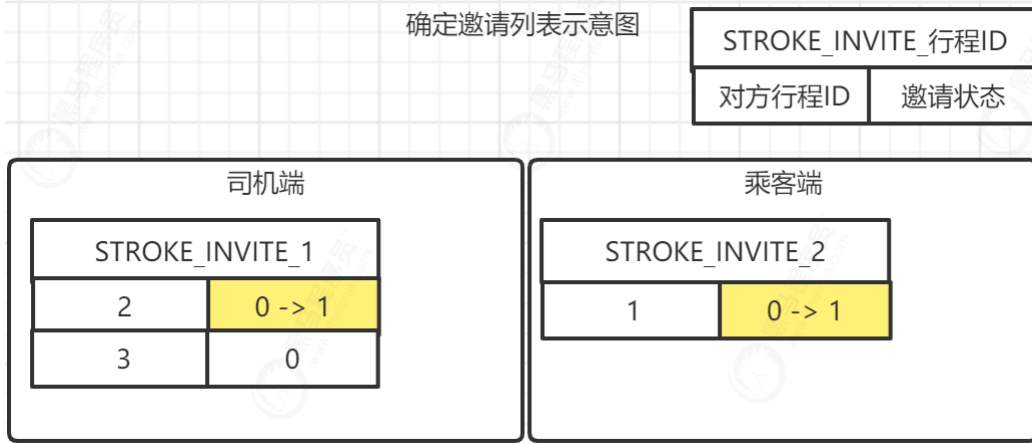 确定邀请列表示意图
STROKE_INVITE_行程ID
对方行程ID 邀请状态
司机端
STROKE_INVITE_1
2 0 -> 1
3 0
乘客端
STROKE_INVITE_2
1 0 -> 1